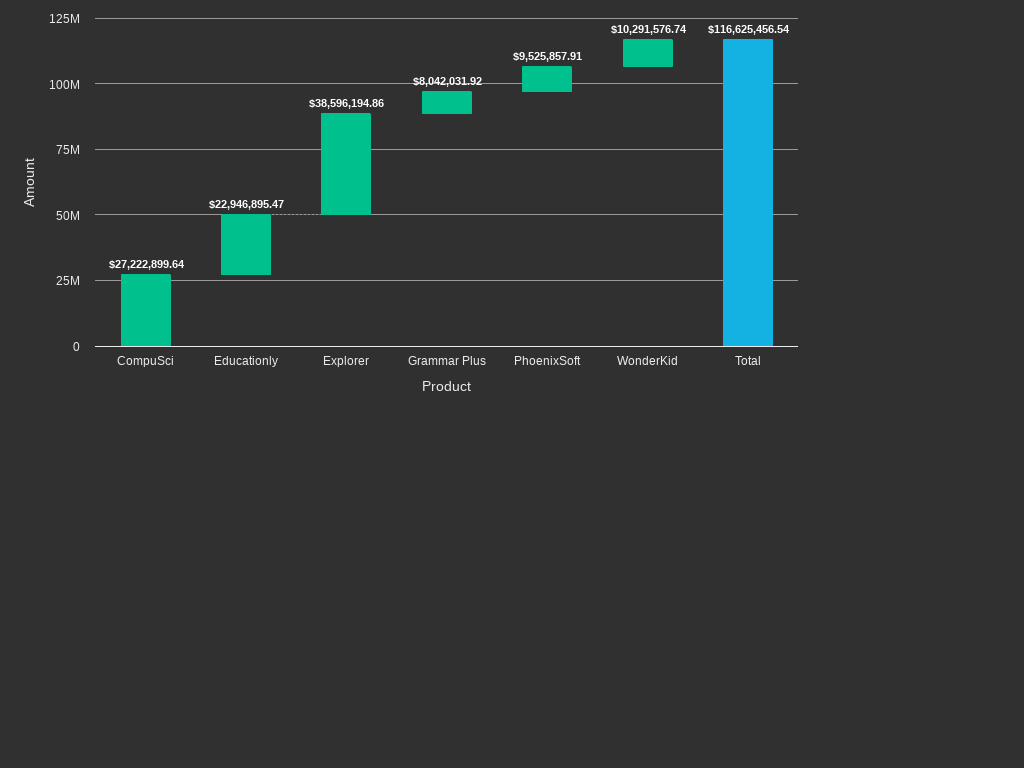 125M
100M
75M
50M
25M
0
Amount
$27,222,899.64
$22,946,895.47
$38,596,194.86
$8,042,031.92
$9,525,857.91
$10,291,576.74
$116,625,456.54
CompuSci
Educationly
Explorer
Grammar Plus
PhoenixSoft
WonderKid
Total
Product